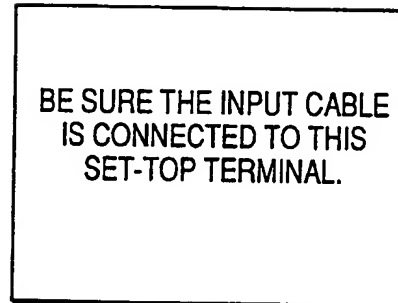 BE SURE THE INPUT CABLE
IS CONNECTED TO THIS
SET-TOP TERMINAL.